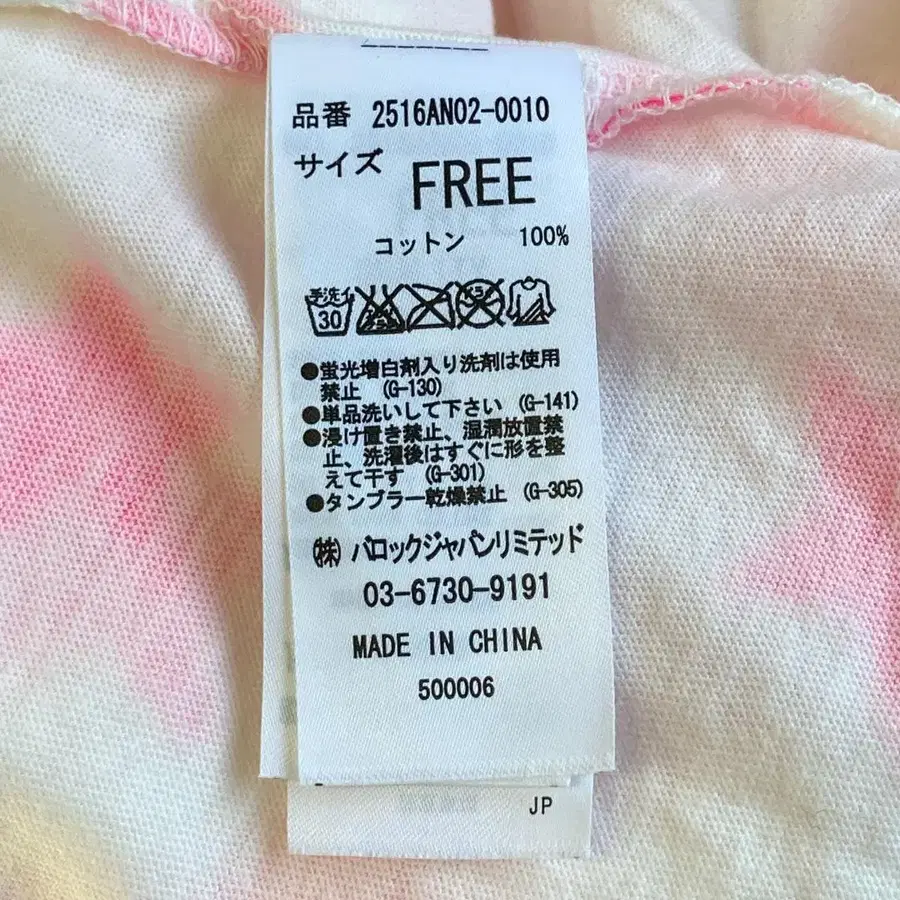 品番 2516AN02-0010
サイズ FREE
コットン 100%
手洗イ
30
●蛍光増白剤入り洗剤は使用
禁止 (G-130)
●単品洗いして下さい (G-141)
●浸け置き禁止、湿潤放置禁
止、洗濯後はすぐに形を整
えて干す (G-301)
●タンブラー乾燥禁止 (G-305)
㈱ バロックジャパンリミテッド
03-6730-9191
MADE IN CHINA
500006
JP